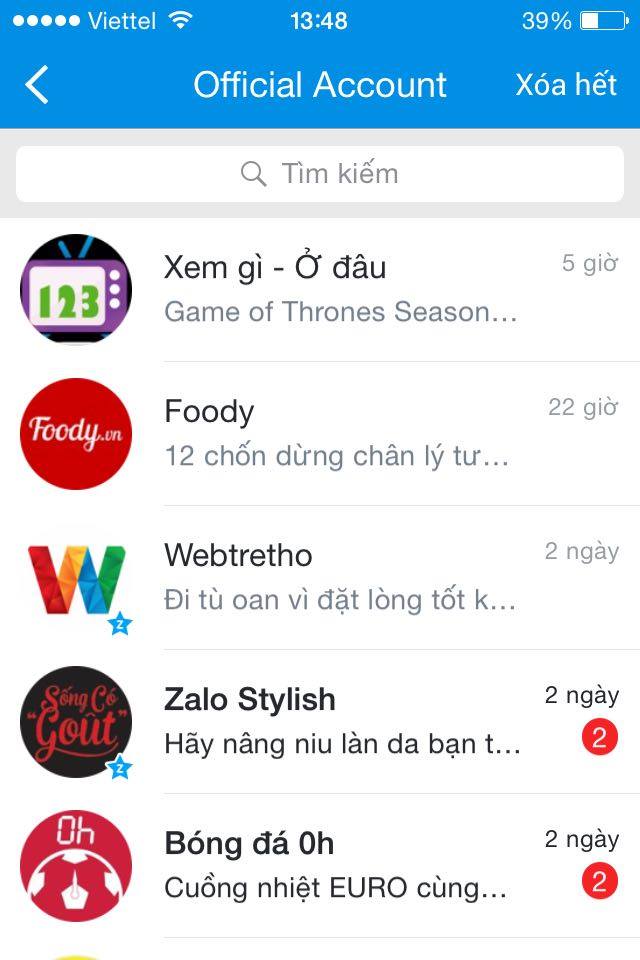 Viettel 13:48 39%
Official Account Xóa hết
Tìm kiếm
123
Xem gì - Ở đâu 5 giờ
Game of Thrones Season...
Foody.vn
Foody 22 giờ
12 chốn dừng chân lý tư...
W
Webtretho 2 ngày
Đi tù oan vì đặt lòng tốt k...
z
Sống Có
"Goût"
Zalo Stylish 2 ngày
Hãy nâng niu làn da bạn t... 2
z
0h
Bóng đá 0h 2 ngày
Cuồng nhiệt EURO cùng... 2